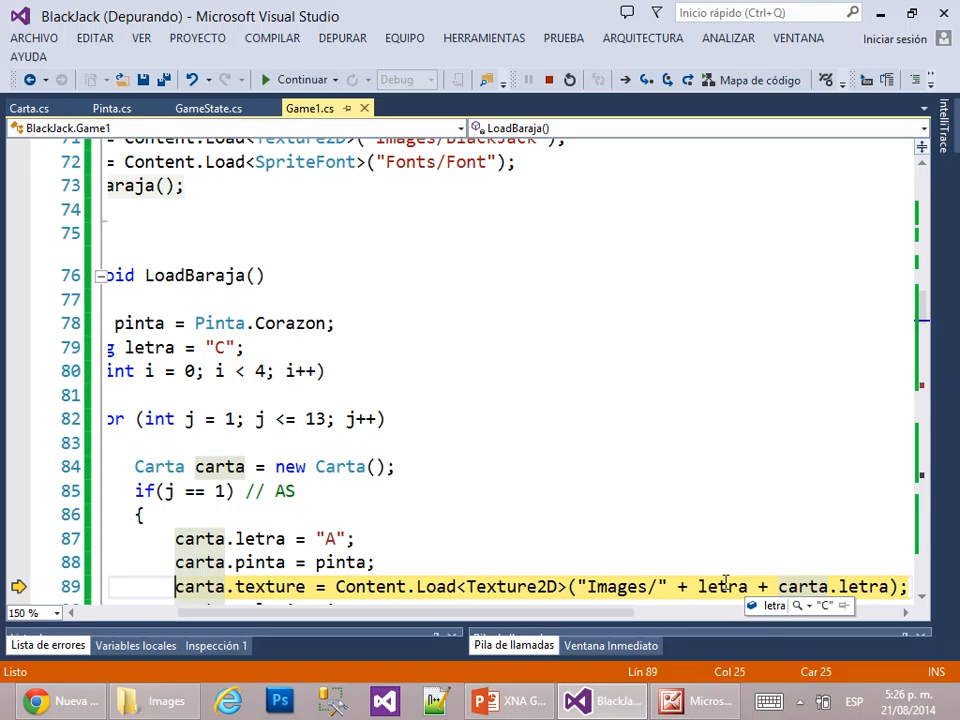 BlackJack (Depurando) - Microsoft Visual Studio
Inicio rápido (Ctrl+Q)
ARCHIVO EDITAR VER PROYECTO COMPILAR DEPURAR EQUIPO HERRAMIENTAS PRUEBA ARQUITECTURA ANALIZAR VENTANA
AYUDA
Iniciar sesión
Continuar
Debug
Mapa de código
Carta.cs Pinta.cs GameState.cs Game1.cs
BlackJack.Game1 LoadBaraja()
71 = Content.Load<Texture2D>("Images/BlackJack");
72 = Content.Load<SpriteFont>("Fonts/Font");
73 araja();
74
75
76 oid LoadBaraja()
77
78 pinta = Pinta.Corazon;
79 g letra = "C";
80 int i = 0; i < 4; i++)
81
82 or (int j = 1; j <= 13; j++)
83
84 Carta carta = new Carta();
85 if(j == 1) // AS
86 {
87 carta.letra = "A";
88 carta.pinta = pinta;
89 carta.texture = Content.Load<Texture2D>("Images/" + letra + carta.letra);
letra "C"
150 %
Lista de errores Variables locales Inspección 1
Pila de llamadas Ventana Inmediato
IntelliTrace
Listo
Lín 89 Col 25 Car 25 INS
Nueva ...
Images
XNA G...
BlackJa...
Micros...
ESP
5:26 p. m.
21/08/2014